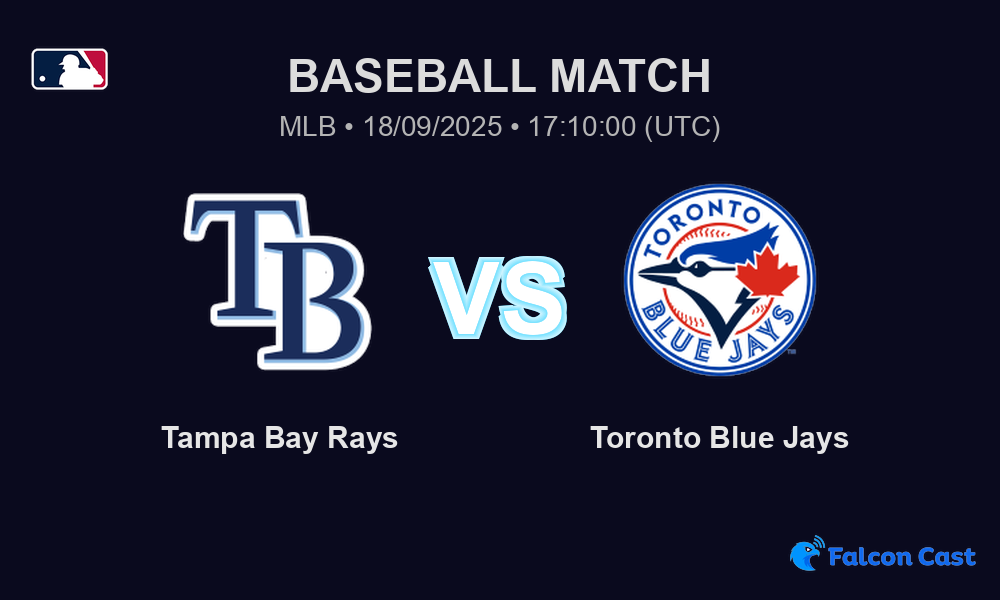 BASEBALL MATCH
MLB • 18/09/2025 • 17:10:00 (UTC)
TB
VS
TORONTO
BLUE JAYS
TM
Tampa Bay Rays
Toronto Blue Jays
Falcon Cast